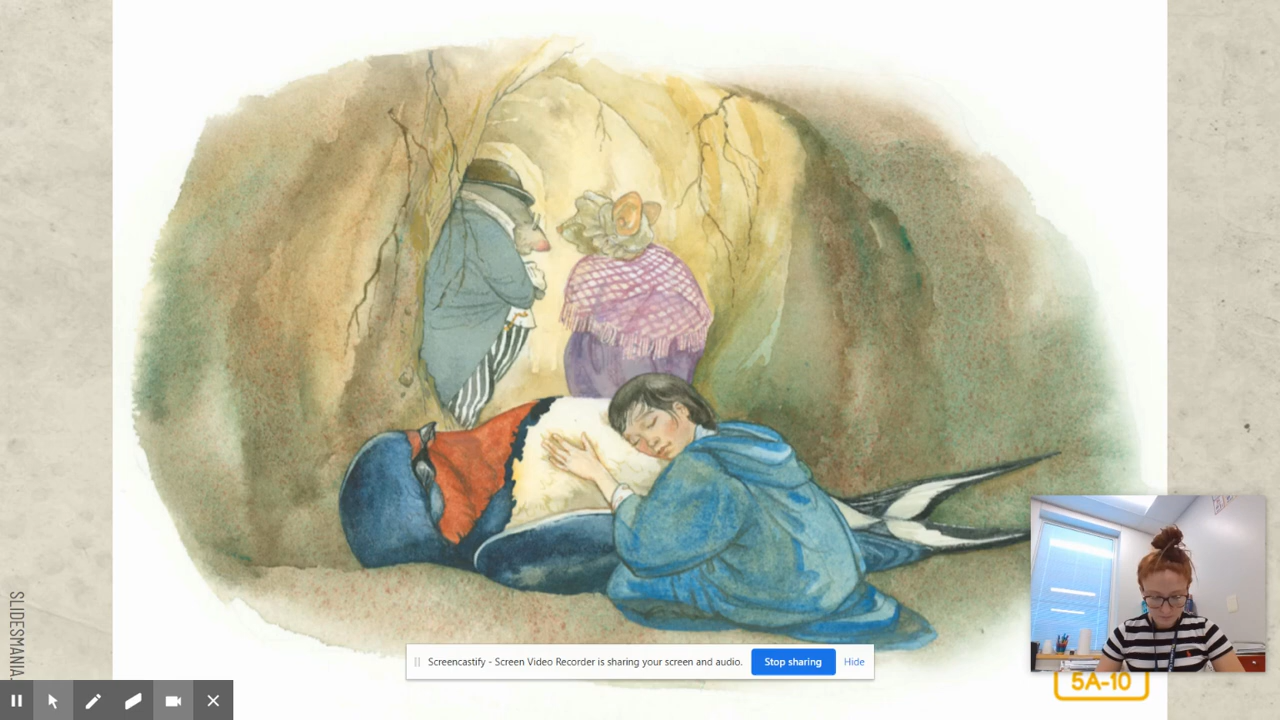 SLIDESMANIA.
Screencastify - Screen Video Recorder is sharing your screen and audio.
Stop sharing
Hide
5A-10